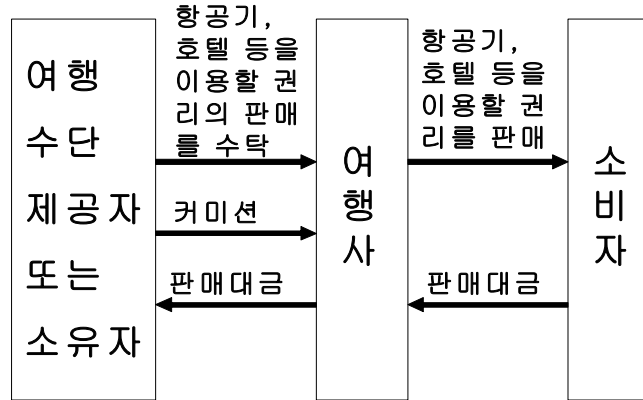 여행
수단
제공자
또는
소유자
항공기,
호텔 등을
이용할 권
리의 판매
를 수탁
커미션
판매대금
여
행
사
항공기,
호텔 등을
이용할 권
리를 판매
판매대금
소
비
자